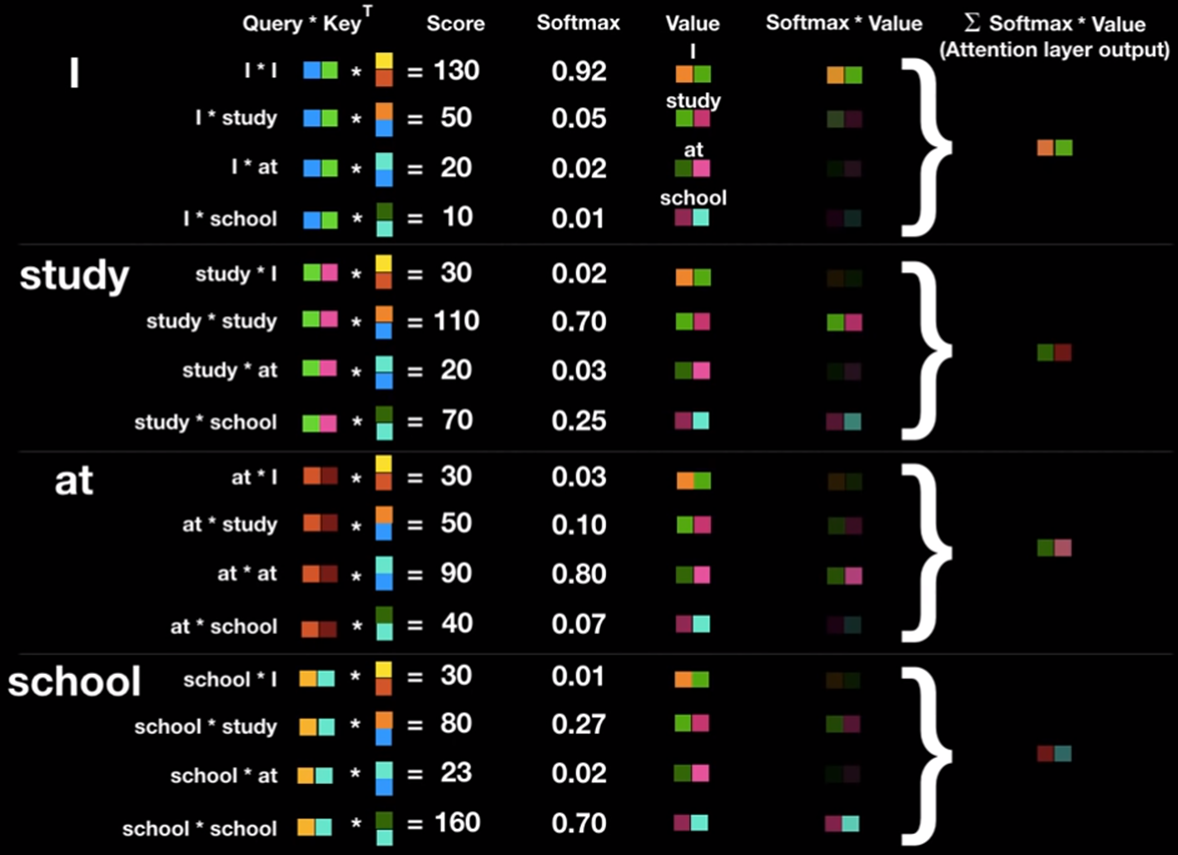 Query * Key^T Score Softmax Value Softmax * Value Σ Softmax * Value
(Attention layer output)
I
I
I * I * = 130 0.92
study
I * study * = 50 0.05
at
I * at * = 20 0.02
school
I * school * = 10 0.01
study
study * I * = 30 0.02
study * study * = 110 0.70
study * at * = 20 0.03
study * school * = 70 0.25
at
at * I * = 30 0.03
at * study * = 50 0.10
at * at * = 90 0.80
at * school * = 40 0.07
school
school * I * = 30 0.01
school * study * = 80 0.27
school * at * = 23 0.02
school * school * = 160 0.70